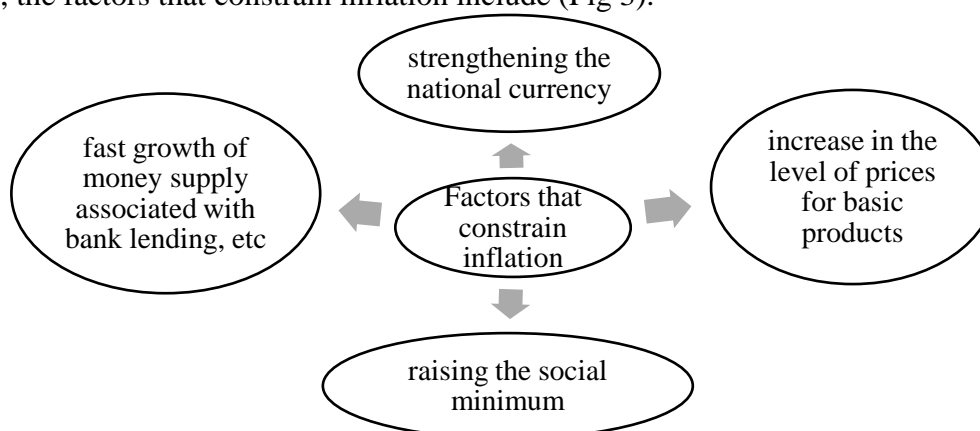 , the factors that constrain inflation include (Fig 3):
strengthening the
national currency
fast growth of
money supply
associated with
bank lending, etc
Factors that
constrain
inflation
increase in the
level of prices
for basic
products
raising the social
minimum